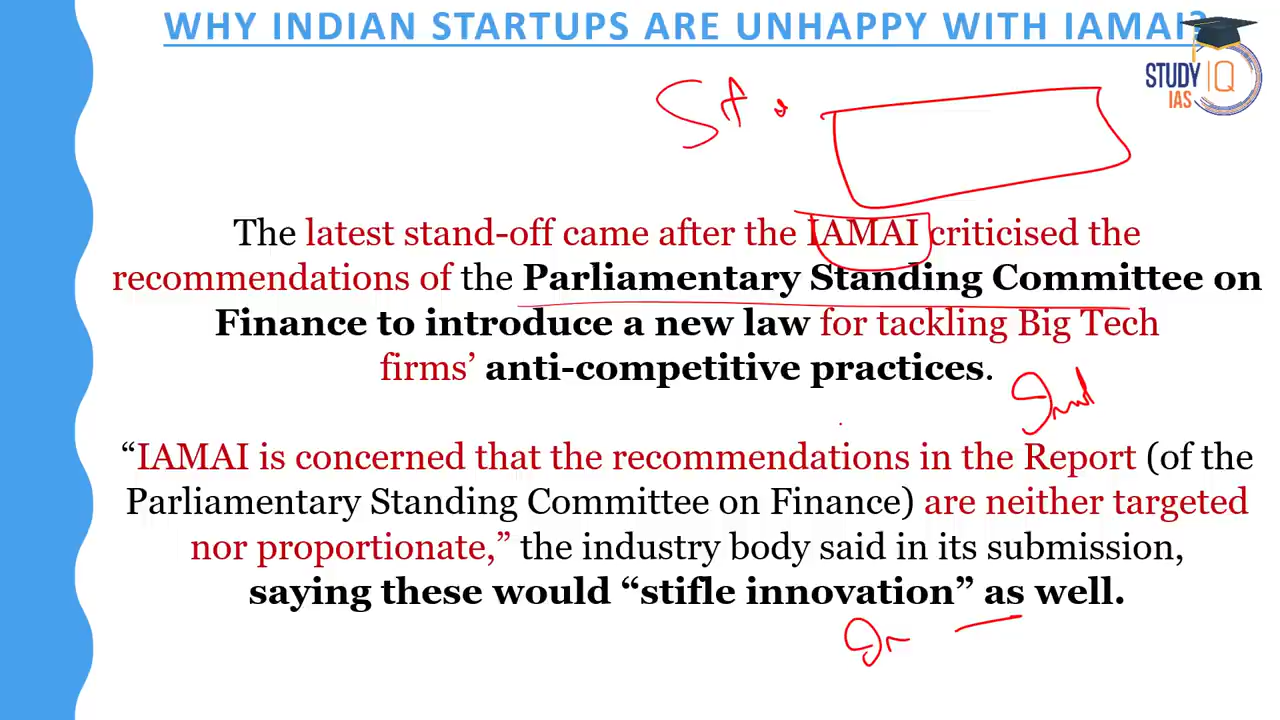 WHY INDIAN STARTUPS ARE UNHAPPY WITH IAMAI?
STUDY IQ
IAS
The latest stand-off came after the IAMAI criticised the
recommendations of the Parliamentary Standing Committee on
Finance to introduce a new law for tackling Big Tech
firms’ anti-competitive practices.
“IAMAI is concerned that the recommendations in the Report (of the
Parliamentary Standing Committee on Finance) are neither targeted
nor proportionate,” the industry body said in its submission,
saying these would “stifle innovation” as well.